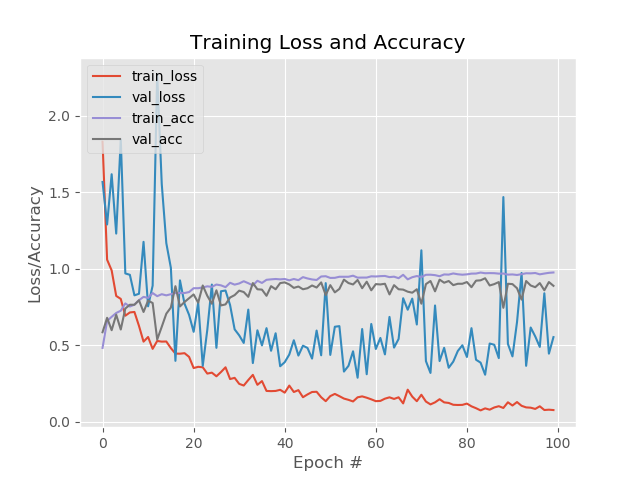 Training Loss and Accuracy
train_loss
val_loss
train_acc
val_acc
Loss/Accuracy
2.0
1.5
1.0
0.5
0.0
0 20 40 60 80 100
Epoch #